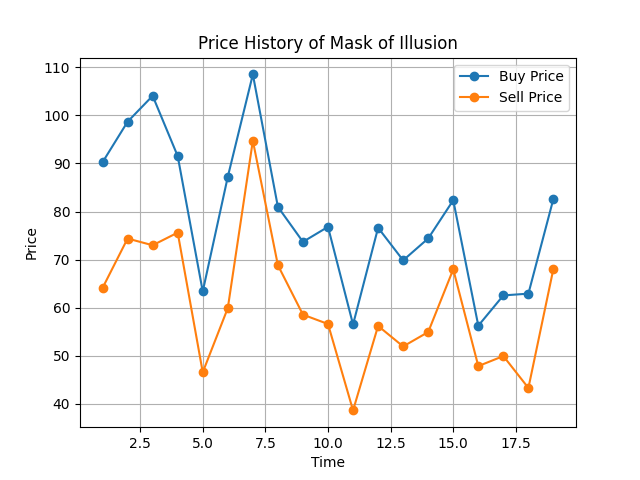 Price History of Mask of Illusion
Buy Price
Sell Price
Price
110
100
90
80
70
60
50
40
2.5 5.0 7.5 10.0 12.5 15.0 17.5
Time